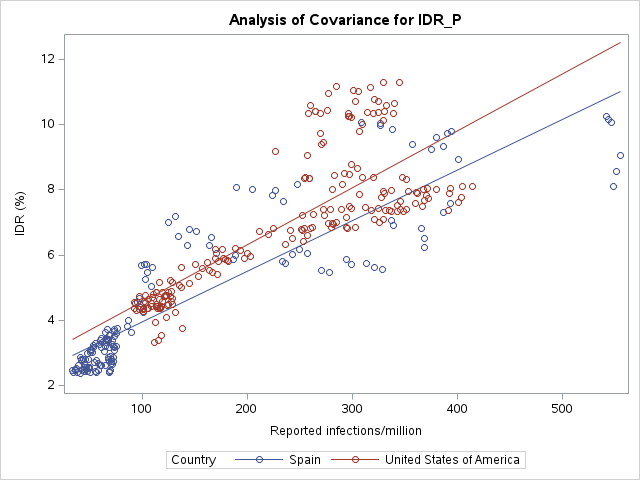 Analysis of Covariance for IDR_P
12
10
8
6
4
2
IDR (%)
100 200 300 400 500
Reported infections/million
Country Spain United States of America